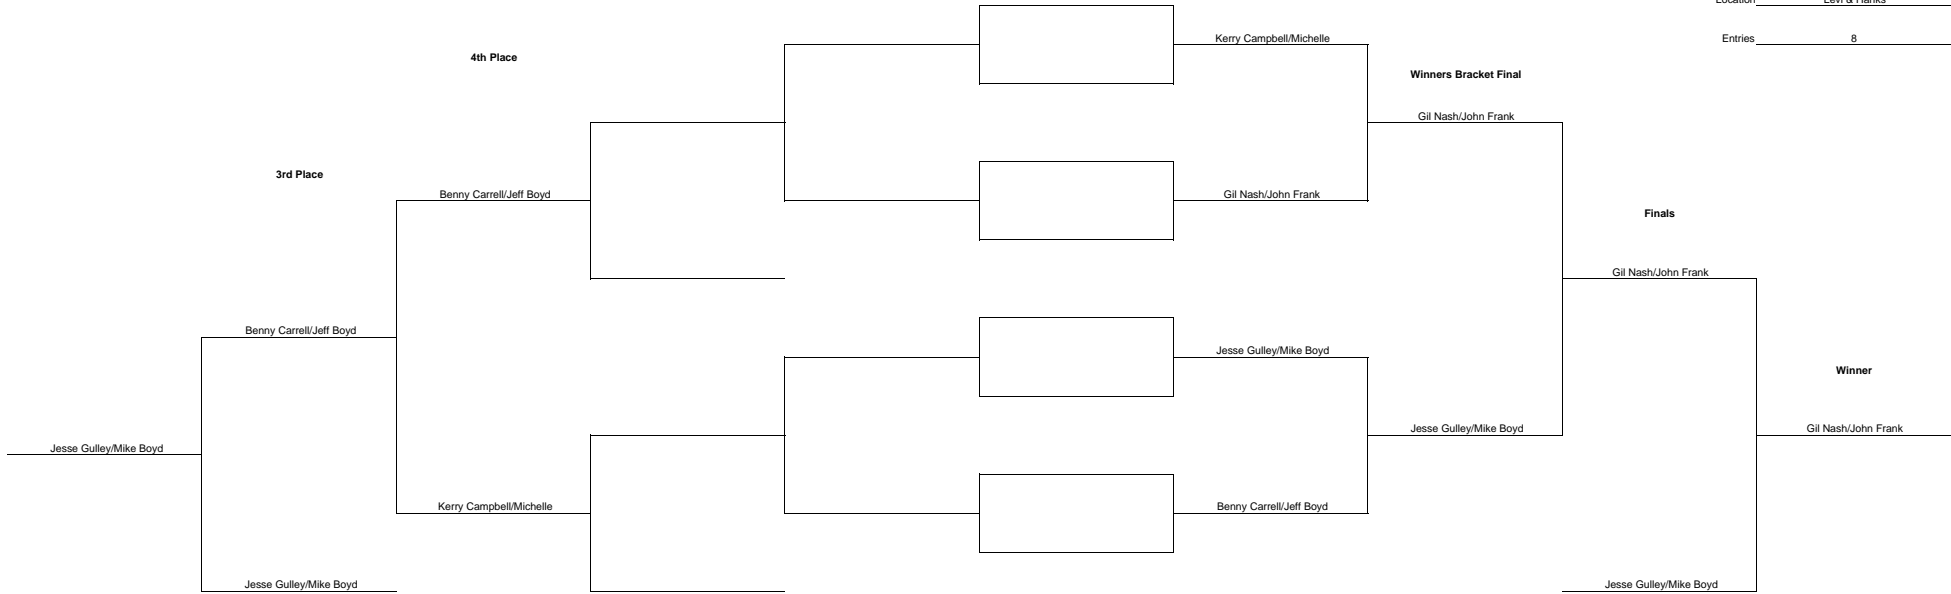 Location Levi & Hanks
Kerry Campbell/Michelle
Entries 8
4th Place
Winners Bracket Final
Gil Nash/John Frank
3rd Place
Benny Carrell/Jeff Boyd
Gil Nash/John Frank
Finals
Gil Nash/John Frank
Benny Carrell/Jeff Boyd
Jesse Gulley/Mike Boyd
Winner
Jesse Gulley/Mike Boyd
Gil Nash/John Frank
Jesse Gulley/Mike Boyd
Kerry Campbell/Michelle
Benny Carrell/Jeff Boyd
Jesse Gulley/Mike Boyd
Jesse Gulley/Mike Boyd